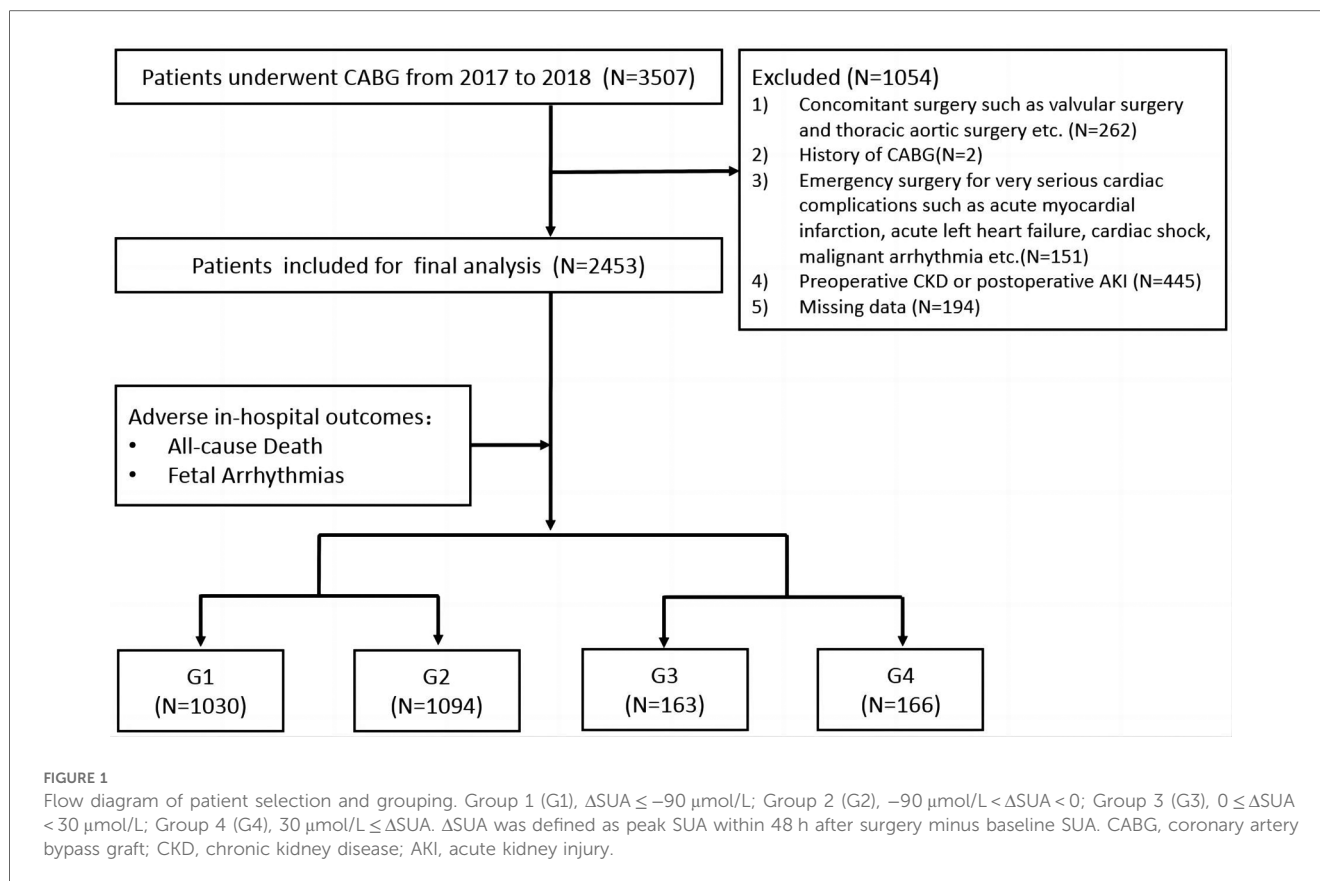 Patients underwent CABG from 2017 to 2018 (N=3507)
Excluded (N=1054)
1) Concomitant surgery such as valvular surgery
and thoracic aortic surgery etc. (N=262)
2) History of CABG(N=2)
3) Emergency surgery for very serious cardiac
complications such as acute myocardial
infarction, acute left heart failure, cardiac shock,
malignant arrhythmia etc.(N=151)
4) Preoperative CKD or postoperative AKI (N=445)
5) Missing data (N=194)
Patients included for final analysis (N=2453)
Adverse in-hospital outcomes：
• All-cause Death
• Fetal Arrhythmias
G1
(N=1030)
G2
(N=1094)
G3
(N=163)
G4
(N=166)
FIGURE 1
Flow diagram of patient selection and grouping. Group 1 (G1), ΔSUA ≤ −90 μmol/L; Group 2 (G2), −90 μmol/L < ΔSUA < 0; Group 3 (G3), 0 ≤ ΔSUA
< 30 μmol/L; Group 4 (G4), 30 μmol/L ≤ ΔSUA. ΔSUA was defined as peak SUA within 48 h after surgery minus baseline SUA. CABG, coronary artery
bypass graft; CKD, chronic kidney disease; AKI, acute kidney injury.